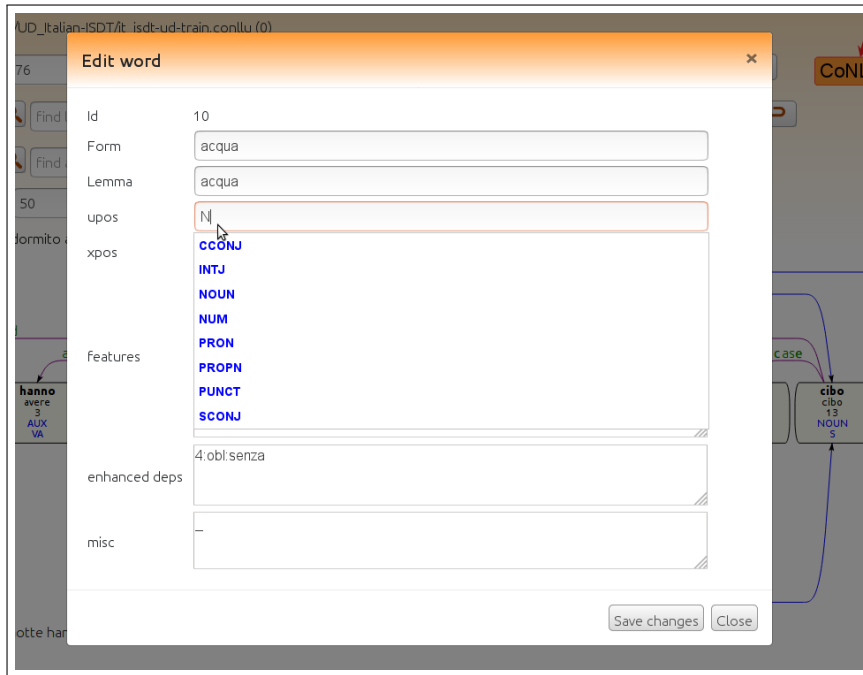 /UD_Italian-ISDT/it_isdt-ud-train.conllu (0)
Edit word ×
76
CoNL
Id 10
find l
Form acqua
find a
Lemma acqua
50
upos N
dormito a
xpos
CCONJ
INTJ
NOUN
NUM
PRON
PROPN
PUNCT
SCONJ
features
case
hanno
avere
3
AUX
VA
cibo
cibo
13
NOUN
S
enhanced deps 4:obl:senza
misc _
Save changes Close
otte han